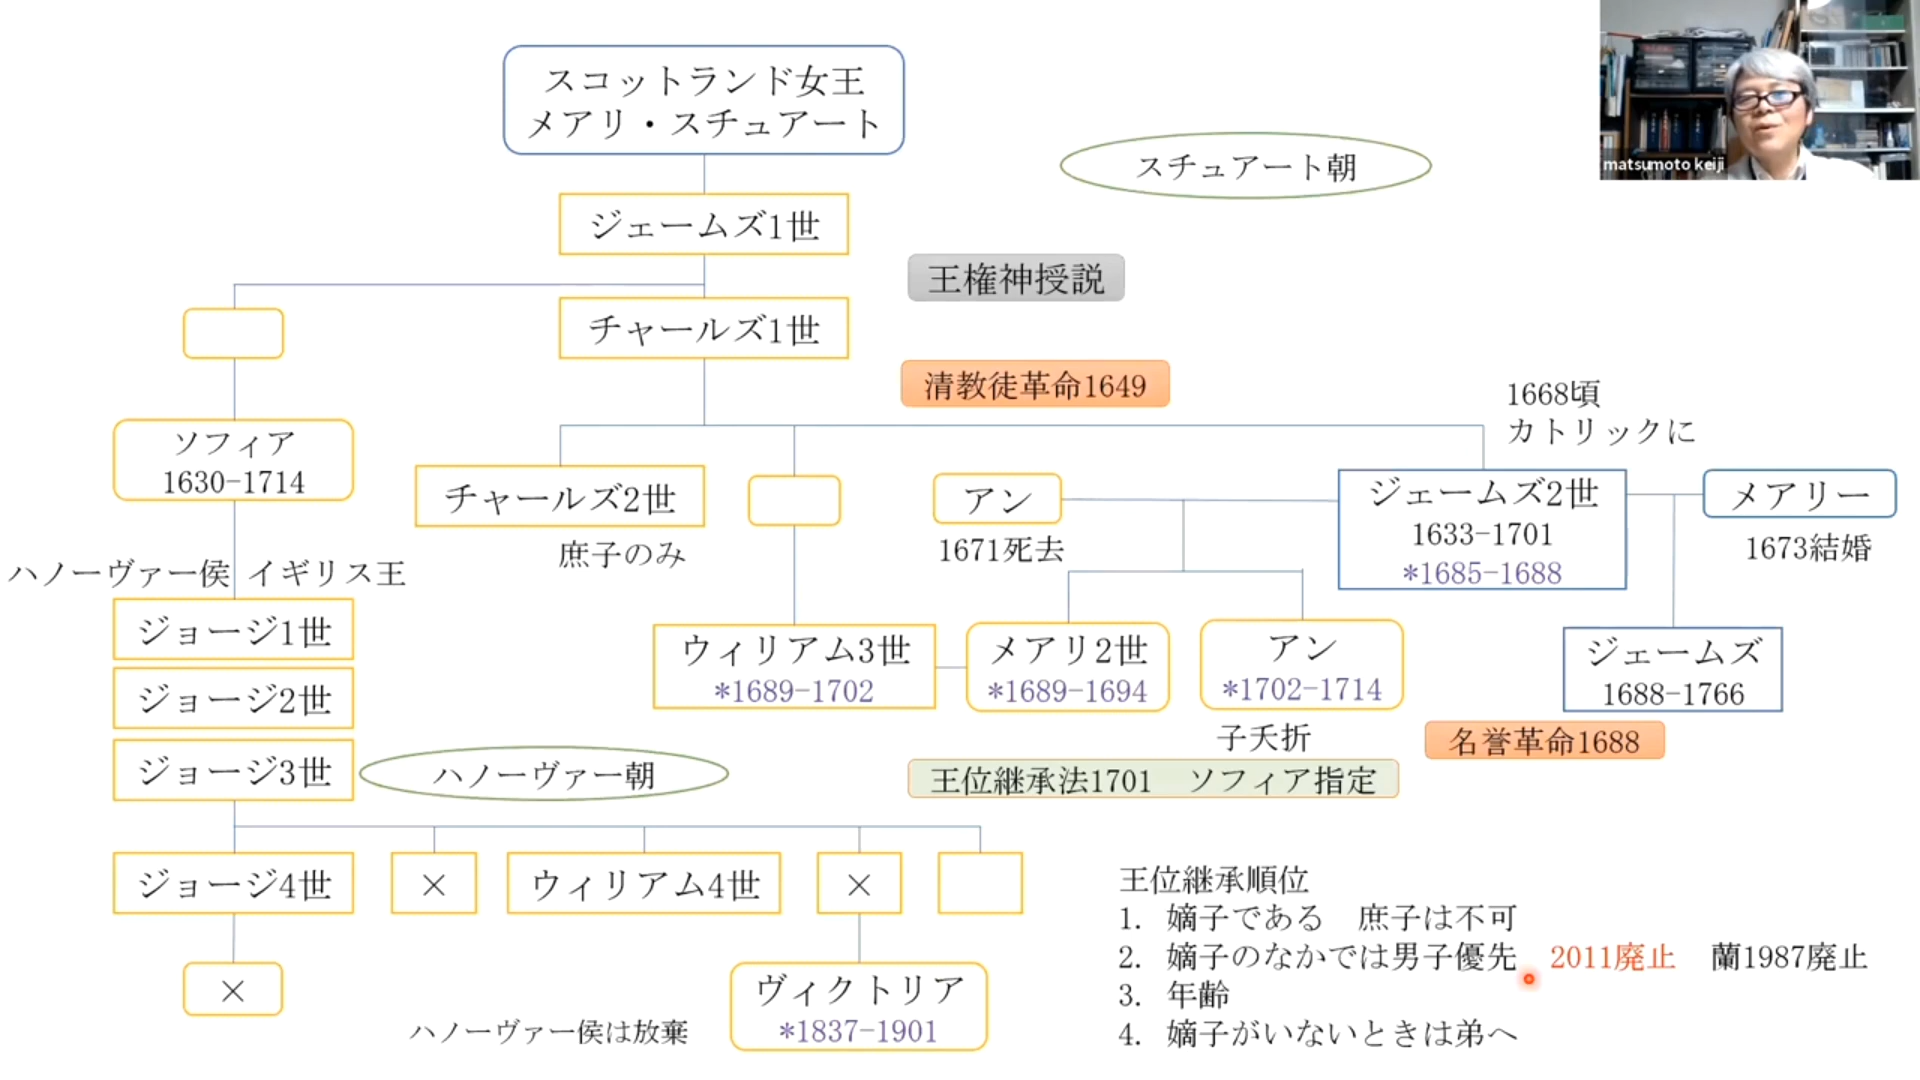 スコットランド女王
メアリ・スチュアート
matsumoto keiji
スチュアート朝
ジェームズ1世
王権神授説
チャールズ1世
清教徒革命1649
1668頃
カトリックに
ソフィア
1630-1714
チャールズ2世
庶子のみ
アン
1671死去
ジェームズ2世
1633-1701
*1685-1688
メアリー
1673結婚
ハノーヴァー侯 イギリス王
ジョージ1世
ウィリアム3世
*1689-1702
メアリ2世
*1689-1694
アン
*1702-1714
ジェームズ
1688-1766
ジョージ2世
子夭折
名誉革命1688
ジョージ3世
ハノーヴァー朝
王位継承法1701 ソフィア指定
ジョージ4世
×
ウィリアム4世
×
×
ヴィクトリア
*1837-1901
ハノーヴァー侯は放棄
王位継承順位
1. 嫡子である 庶子は不可
2. 嫡子のなかでは男子優先 2011廃止 蘭1987廃止
3. 年齢
4. 嫡子がいないときは弟へ